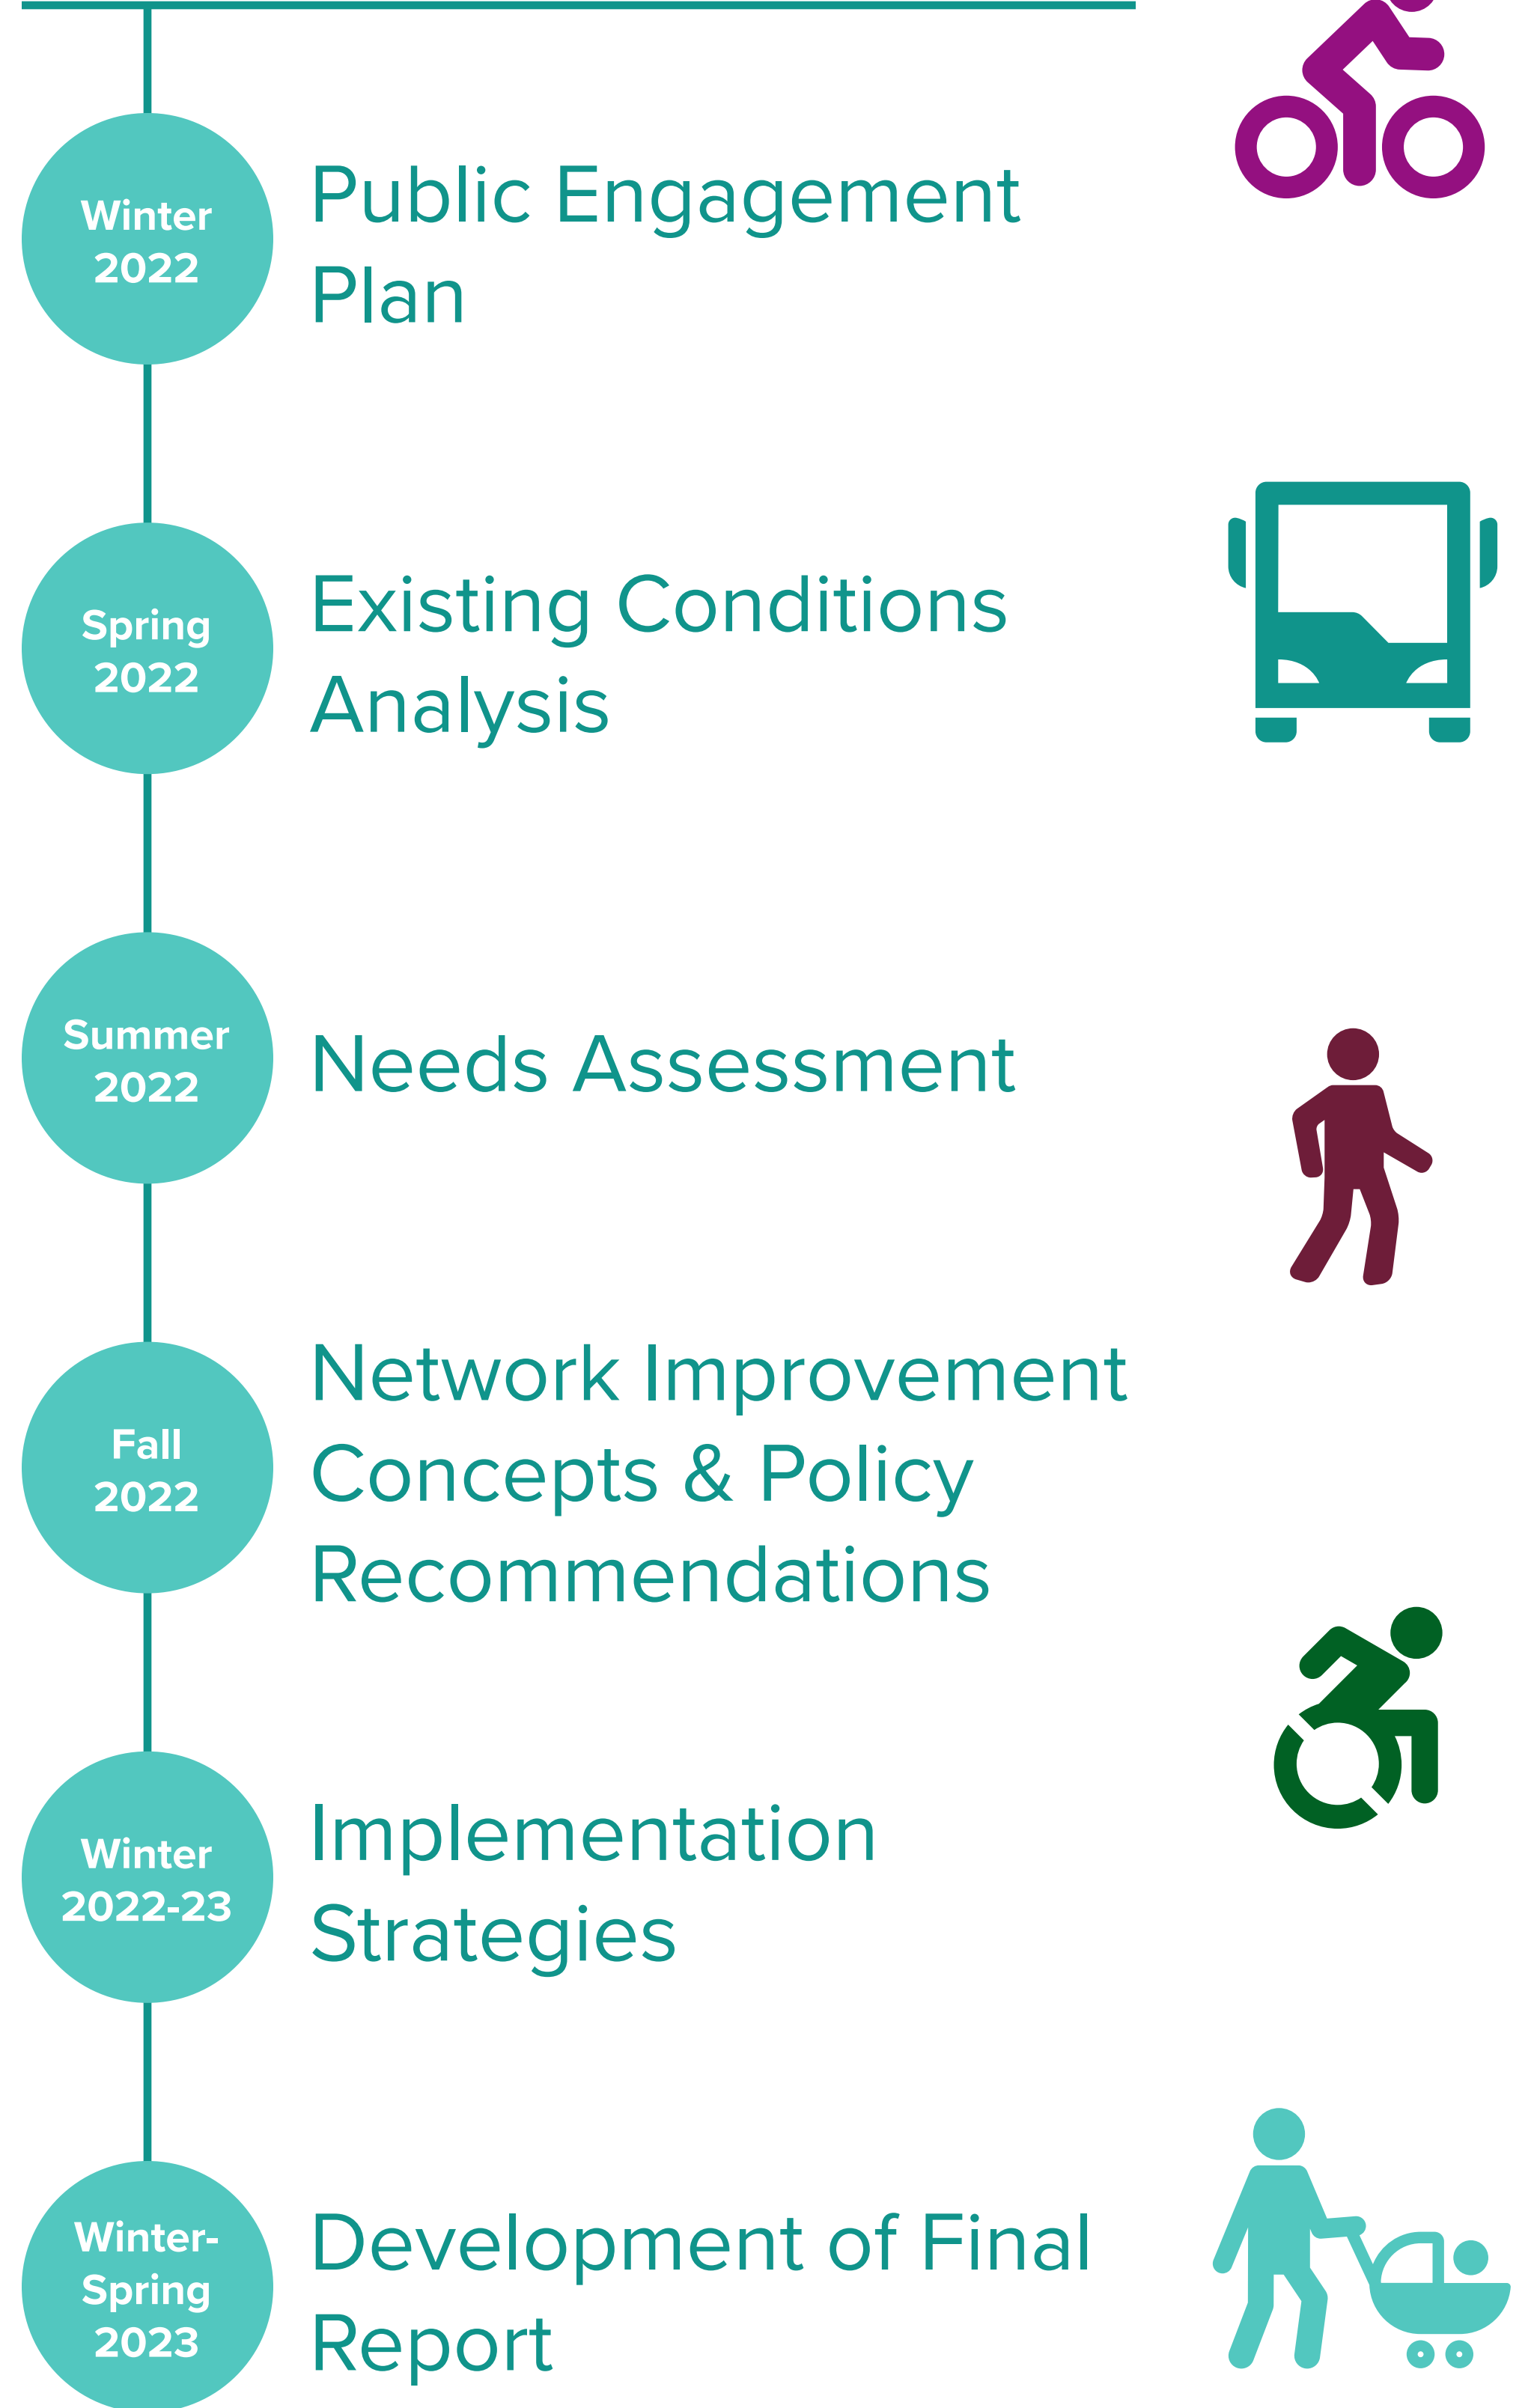 Winter
2022
Public Engagement
Plan
Spring
2022
Existing Conditions
Analysis
Summer
2022
Needs Assessment
Fall
2022
Network Improvement
Concepts & Policy
Recommendations
Winter
2022-23
Implementation
Strategies
Winter-
Spring
2023
Development of Final
Report